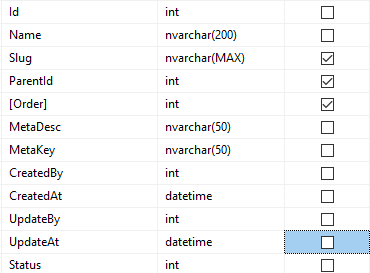 Id int
Name nvarchar(200)
Slug nvarchar(MAX)
ParentId int
[Order] int
MetaDesc nvarchar(50)
MetaKey nvarchar(50)
CreatedBy int
CreatedAt datetime
UpdateBy int
UpdateAt datetime
Status int